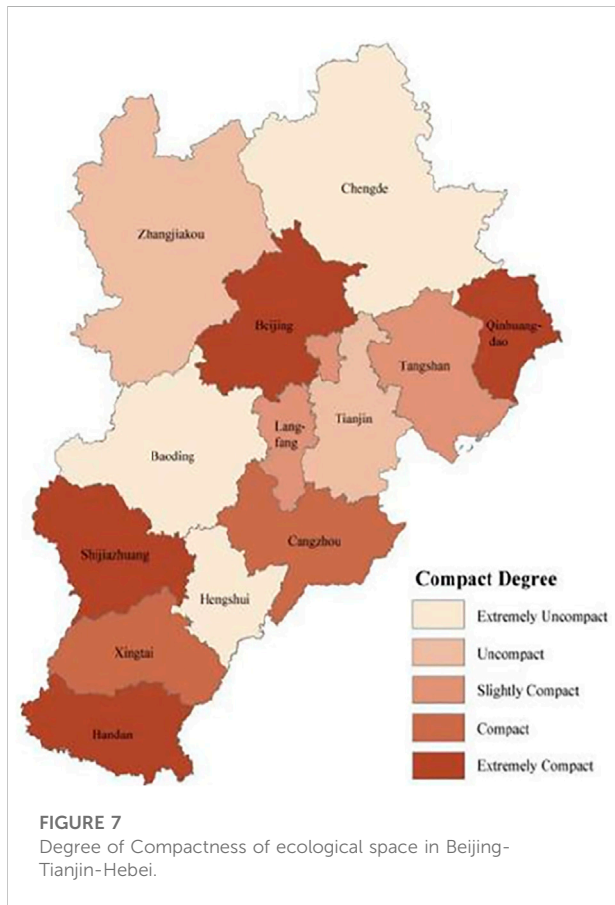 Chengde
Zhangjiakou
Beijing
Qinhuang-
dao
Tangshan
Lang-
fang
Tianjin
Baoding
Cangzhou
Shijiazhuang
Hengshui
Xingtai
Handan
Compact Degree
Extremely Uncompact
Uncompact
Slightly Compact
Compact
Extremely Compact
FIGURE 7
Degree of Compactness of ecological space in Beijing-
Tianjin-Hebei.